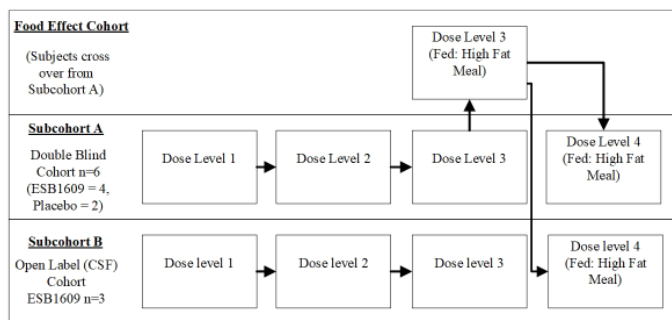 Food Effect Cohort
(Subjects cross
over from
Subcohort A)
Dose Level 3
(Fed: High Fat
Meal)
Subcohort A
Double Blind
Cohort n=6
(ESB1609 = 4,
Placebo = 2)
Dose Level 1
Dose Level 2
Dose Level 3
Dose Level 4
(Fed: High Fat
Meal)
Subcohort B
Open Label (CSF)
Cohort
ESB1609 n=3
Dose level 1
Dose level 2
Dose level 3
Dose level 4
(Fed: High Fat
Meal)